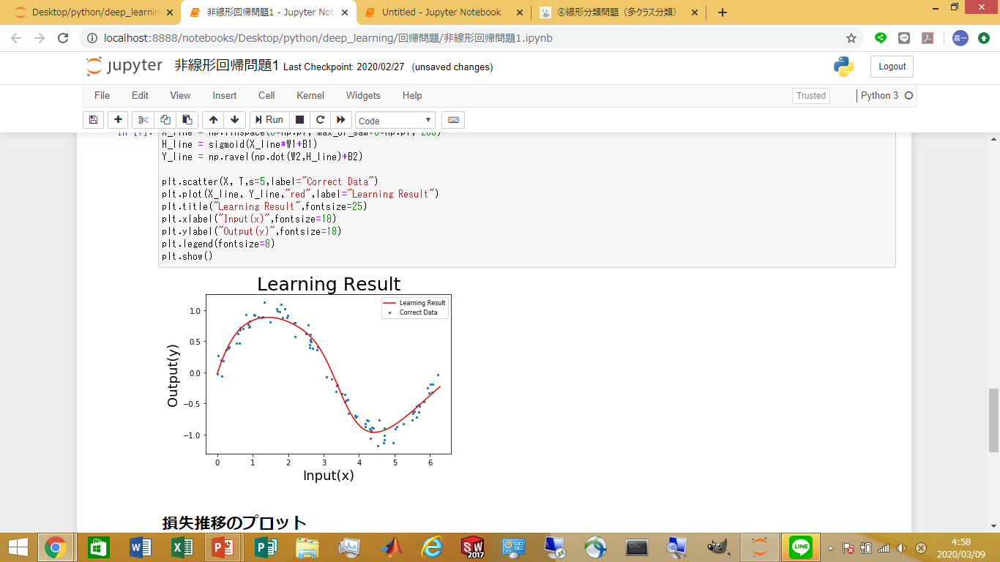 Desktop/python/deep_learnin
非線形回帰問題1 - Jupyter Not
Untitled - Jupyter Notebook
④線形分類問題（多クラス分類）
localhost:8888/notebooks/Desktop/python/deep_learning/回帰問題/非線形回帰問題1.ipynb
嘉一
jupyter 非線形回帰問題1 Last Checkpoint: 2020/02/27 (unsaved changes)
Logout
File Edit View Insert Cell Kernel Widgets Help
Trusted
Python 3
Run
Code
H_line = sigmoid(X_line*W1+B1)
Y_line = np.ravel(np.dot(W2,H_line)+B2)
plt.scatter(X, T,s=5,label="Correct Data")
plt.plot(X_line, Y_line,"red",label="Learning Result")
plt.title("Learning Result",fontsize=25)
plt.xlabel("Input(x)",fontsize=18)
plt.ylabel("Output(y)",fontsize=18)
plt.legend(fontsize=8)
plt.show()
Learning Result
Learning Result
Correct Data
1.0
0.5
0.0
−0.5
−1.0
Output(y)
0 1 2 3 4 5 6
Input(x)
損失推移のプロット
SW
2017
LINE
4:58
2020/03/09